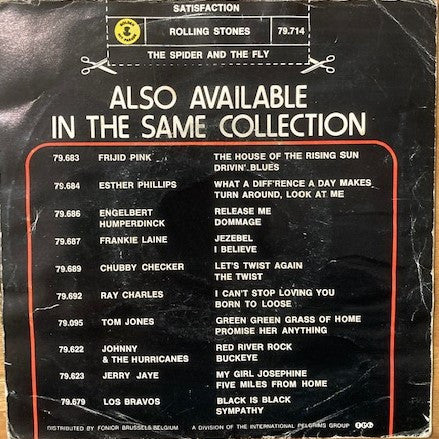 SATISFACTION
ROLLING STONES 79.714
THE SPIDER AND THE FLY
ALSO AVAILABLE
IN THE SAME COLLECTION
79.683 FRIJID PINK THE HOUSE OF THE RISING SUN
DRIVIN' BLUES
79.684 ESTHER PHILLIPS WHAT A DIFF'RENCE A DAY MAKES
TURN AROUND, LOOK AT ME
79.686 ENGELBERT RELEASE ME
HUMPERDINCK DOMMAGE
79.687 FRANKIE LAINE JEZEBEL
I BELIEVE
79.689 CHUBBY CHECKER LET'S TWIST AGAIN
THE TWIST
79.692 RAY CHARLES I CAN'T STOP LOVING YOU
BORN TO LOOSE
79.095 TOM JONES GREEN GREEN GRASS OF HOME
PROMISE HER ANYTHING
79.622 JOHNNY RED RIVER ROCK
& THE HURRICANES BUCKEYE
79.623 JERRY JAYE MY GIRL JOSEPHINE
FIVE MILES FROM HOME
79.679 LOS BRAVOS BLACK IS BLACK
SYMPATHY
DISTRIBUTED BY FONIOR BRUSSELS/BELGIUM A DIVISION OF THE INTERNATIONAL PELGRIMS GROUP IPG